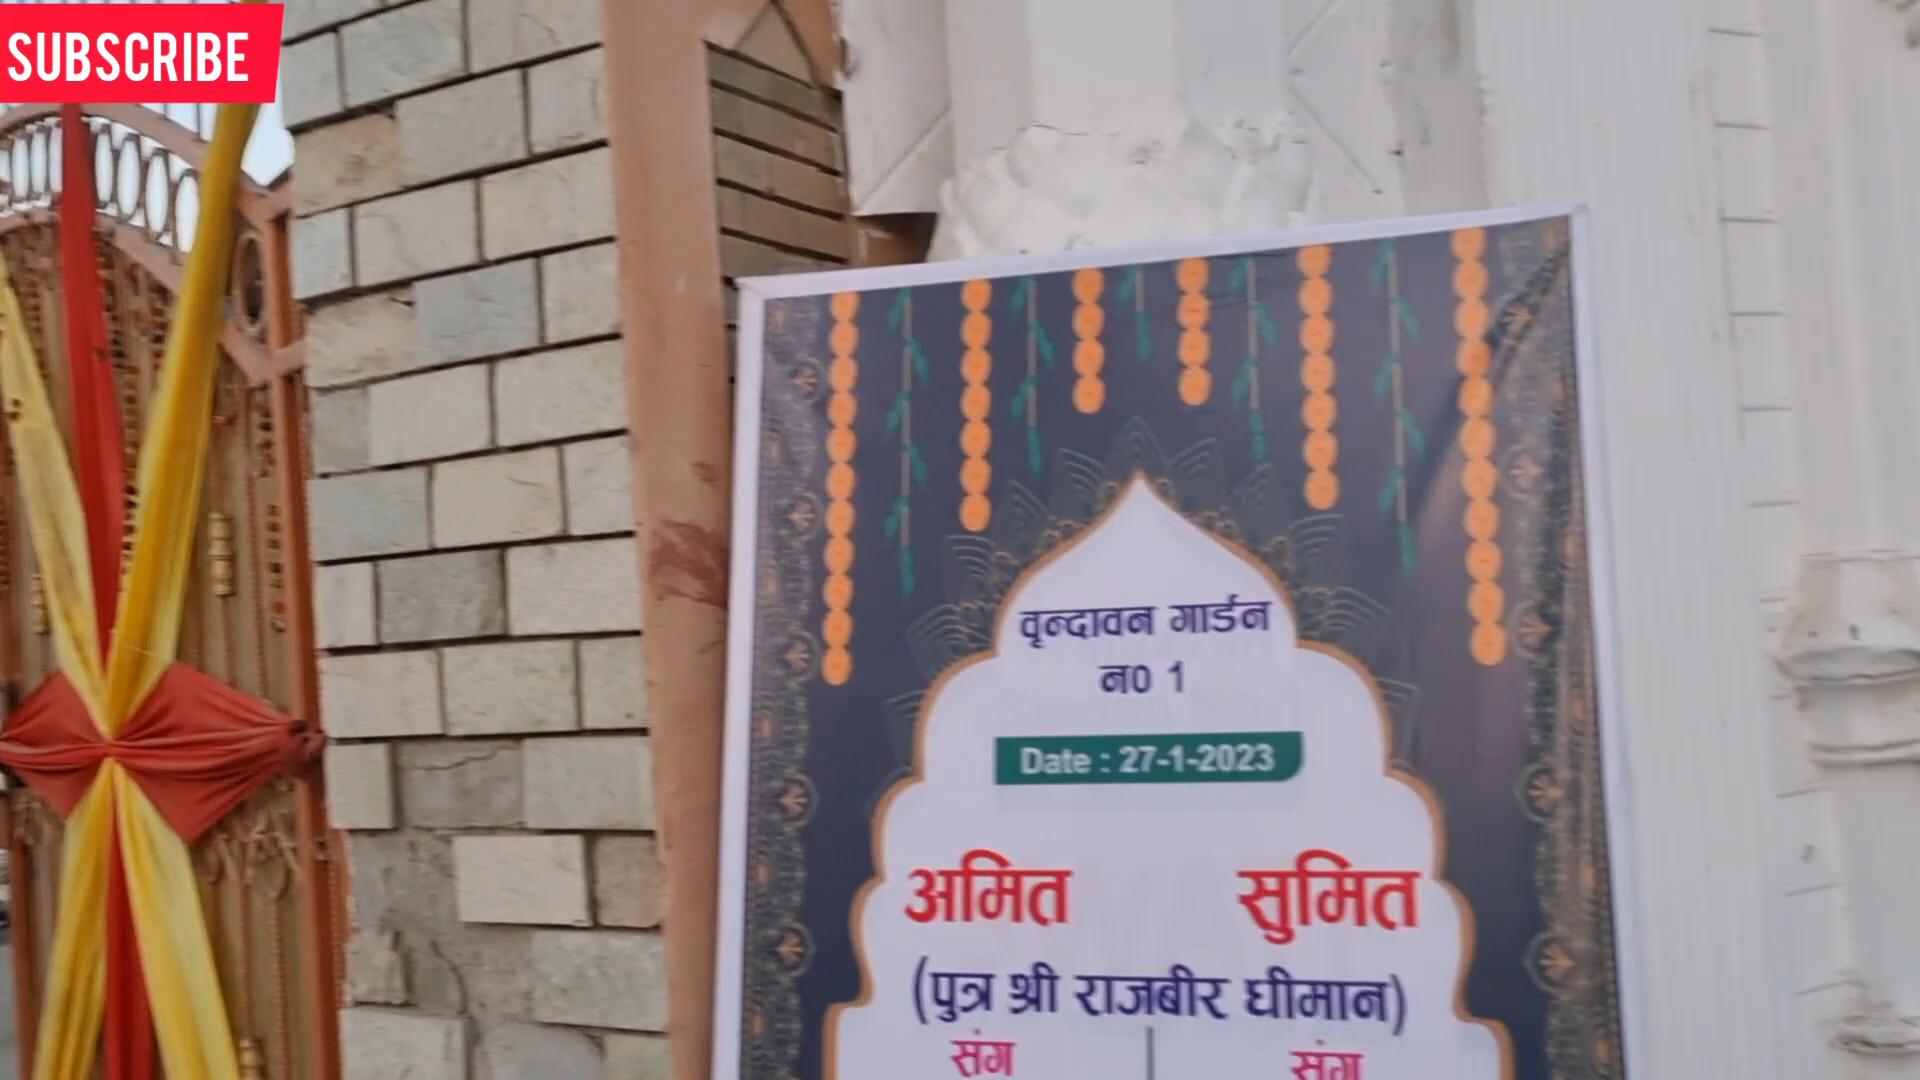 SUBSCRIBE
वृन्दावन गार्डन
न0 1
Date : 27-1-2023
अमित सुमित
(पुत्र श्री राजबीर धीमान)
संग संग